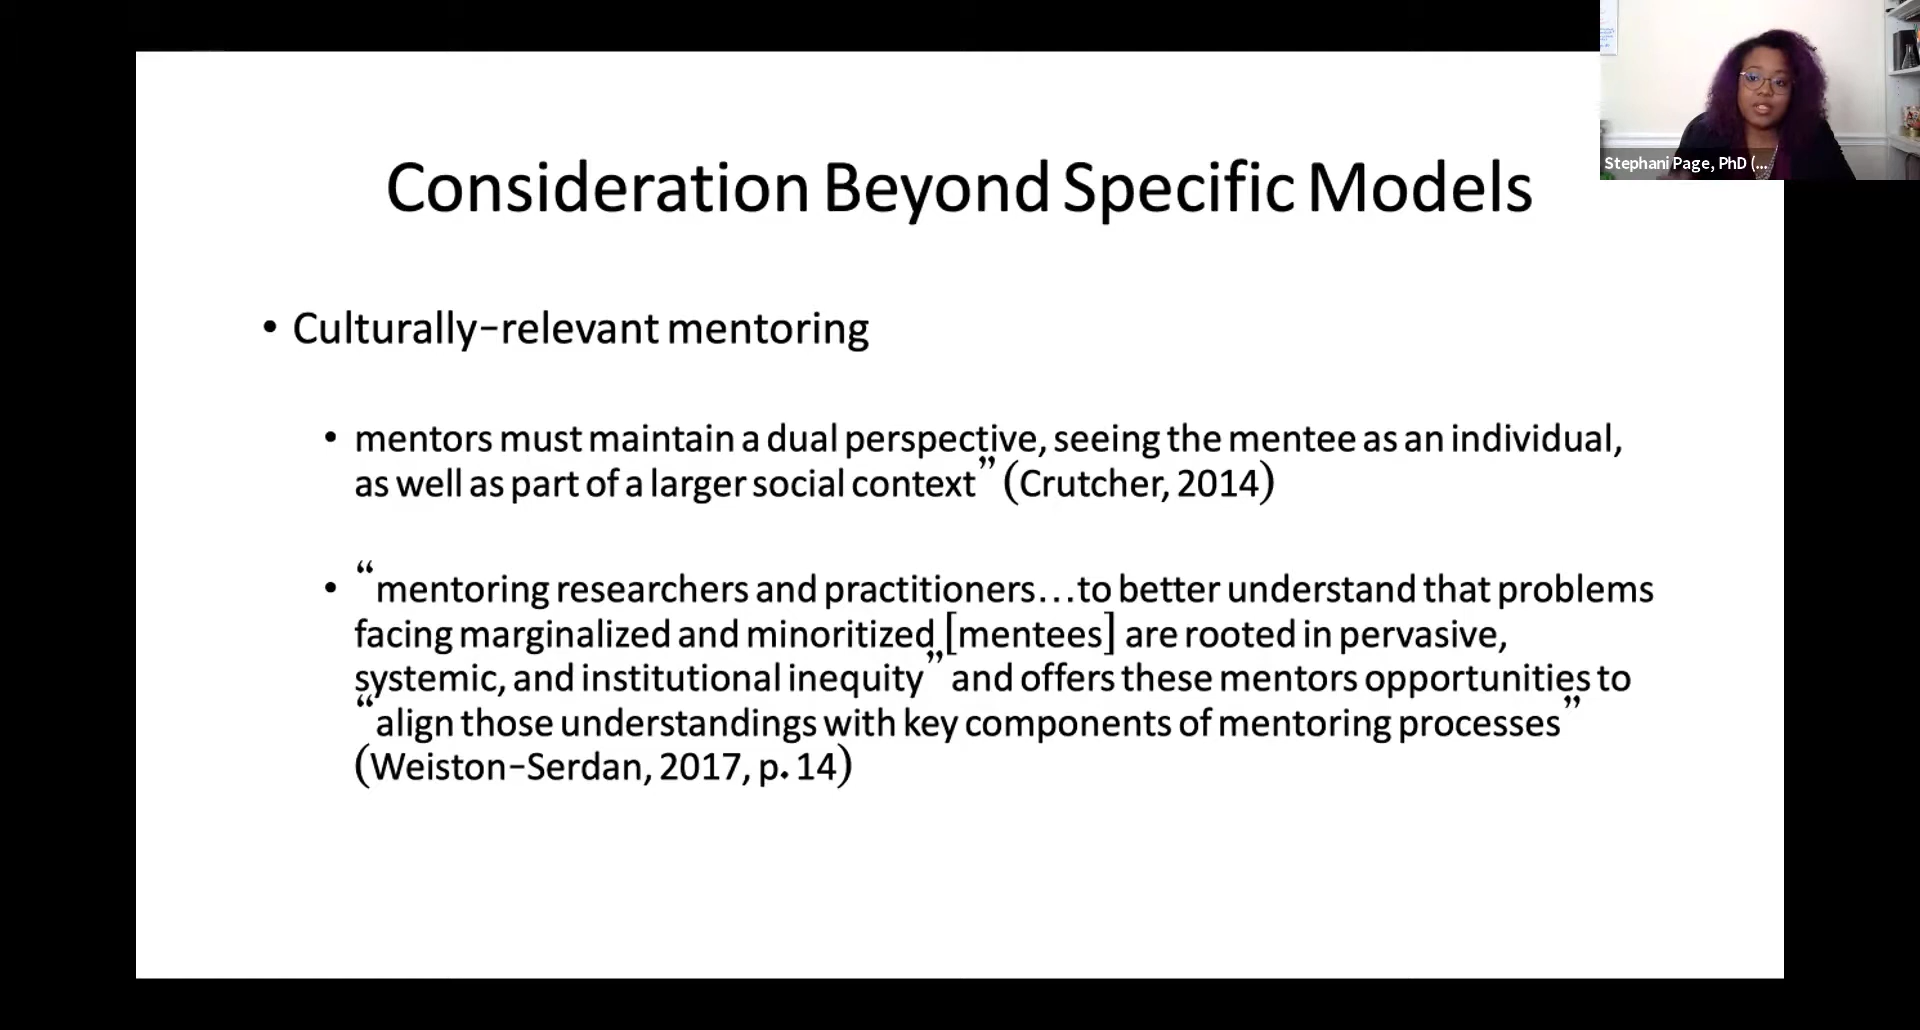 Stephani Page, PhD (...
Consideration Beyond Specific Models
• Culturally-relevant mentoring
• mentors must maintain a dual perspective, seeing the mentee as an individual,
as well as part of a larger social context” (Crutcher, 2014)
• “mentoring researchers and practitioners…to better understand that problems
facing marginalized and minoritized [mentees] are rooted in pervasive,
systemic, and institutional inequity” and offers these mentors opportunities to
“align those understandings with key components of mentoring processes”
(Weiston-Serdan, 2017, p. 14)